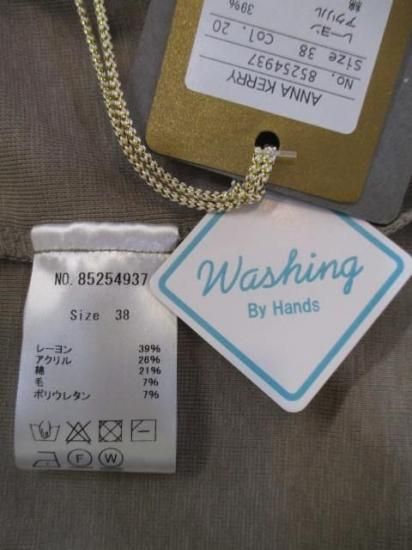 ANNA KERRY
No. 85254937
Size 38 Col. 20
レーヨン 39%
アクリル
綿
Washing
By Hands
NO. 85254937
Size 38
レーヨン 39%
アクリル 26%
綿 21%
毛 7%
ポリウレタン 7%
F W